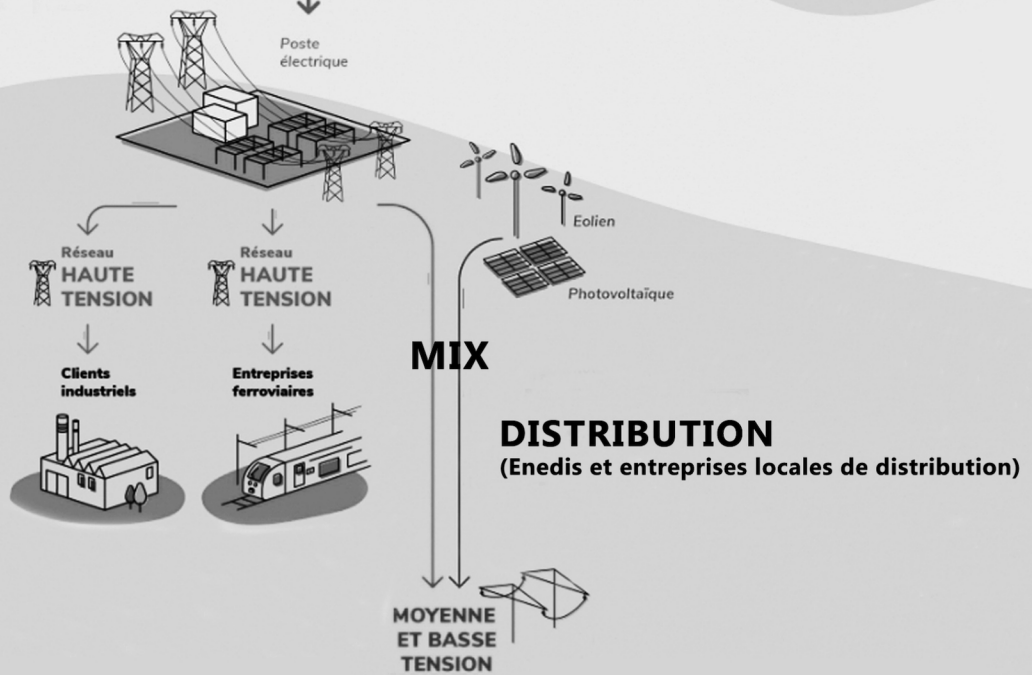 Poste
électrique
Eolien
Photovoltaïque
Réseau
HAUTE
TENSION
Réseau
HAUTE
TENSION
MIX
Clients
industriels
Entreprises
ferroviaires
DISTRIBUTION
(Enedis et entreprises locales de distribution)
MOYENNE
ET BASSE
TENSION